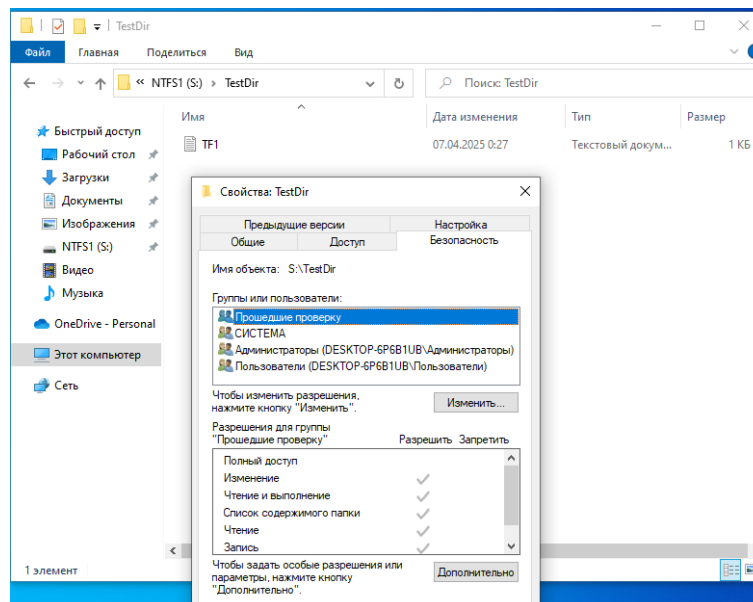 TestDir
Файл Главная Поделиться Вид
« NTFS1 (S:) › TestDir Поиск: TestDir
Имя Дата изменения Тип Размер
TF1 07.04.2025 0:27 Текстовый докум... 1 КБ
Быстрый доступ
Рабочий стол
Загрузки
Документы
Изображения
NTFS1 (S:)
Видео
Музыка
OneDrive - Personal
Этот компьютер
Сеть
1 элемент
Свойства: TestDir
Предыдущие версии Настройка
Общие Доступ Безопасность
Имя объекта: S:\TestDir
Группы или пользователи:
Прошедшие проверку
СИСТЕМА
Администраторы (DESKTOP-6P6B1UB\Администраторы)
Пользователи (DESKTOP-6P6B1UB\Пользователи)
Чтобы изменить разрешения,
нажмите кнопку "Изменить".
Изменить...
Разрешения для группы
"Прошедшие проверку" Разрешить Запретить
Полный доступ
Изменение
Чтение и выполнение
Список содержимого папки
Чтение
Запись
Чтобы задать особые разрешения или
параметры, нажмите кнопку
"Дополнительно".
Дополнительно